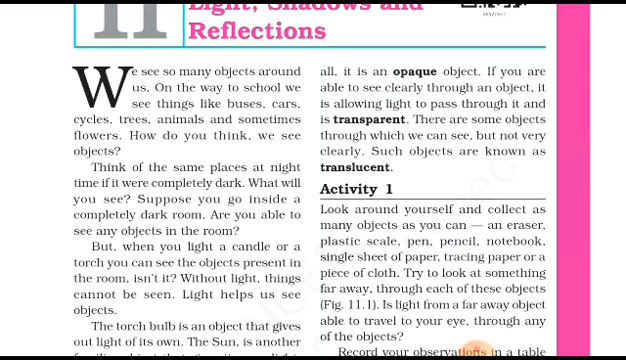 11
Light, Shadows and
Reflections
We see so many objects around
us. On the way to school we
see things like buses, cars,
cycles, trees, animals and sometimes
flowers. How do you think, we see
objects?
Think of the same places at night
time if it were completely dark. What will
you see? Suppose you go inside a
completely dark room. Are you able to
see any objects in the room?
But, when you light a candle or a
torch you can see the objects present in
the room, isn't it? Without light, things
cannot be seen. Light helps us see
objects.
The torch bulb is an object that gives
out light of its own. The Sun, is another
all, it is an opaque object. If you are
able to see clearly through an object, it
is allowing light to pass through it and
is transparent. There are some objects
through which we can see, but not very
clearly. Such objects are known as
translucent.
Activity 1
Look around yourself and collect as
many objects as you can — an eraser,
plastic scale, pen, pencil, notebook,
single sheet of paper, tracing paper or a
piece of cloth. Try to look at something
far away, through each of these objects
(Fig. 11.1). Is light from a far away object
able to travel to your eye, through any
of the objects?
Record your observations in a table